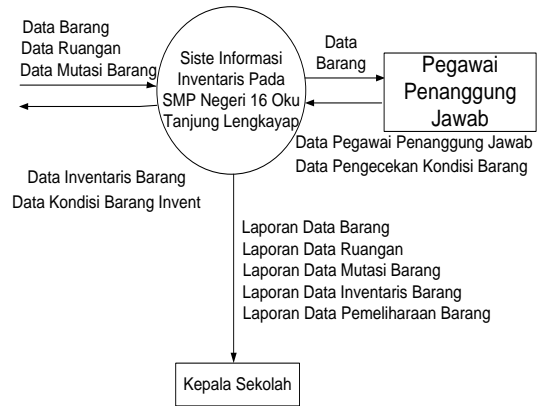 Data Barang
Data Ruangan
Data Mutasi Barang
Siste Informasi
Inventaris Pada
SMP Negeri 16 Oku
Tanjung Lengkayap
Data
Barang
Pegawai
Penanggung
Jawab
Data Pegawai Penanggung Jawab
Data Pengecekan Kondisi Barang
Data Inventaris Barang
Data Kondisi Barang Invent
Laporan Data Barang
Laporan Data Ruangan
Laporan Data Mutasi Barang
Laporan Data Inventaris Barang
Laporan Data Pemeliharaan Barang
Kepala Sekolah